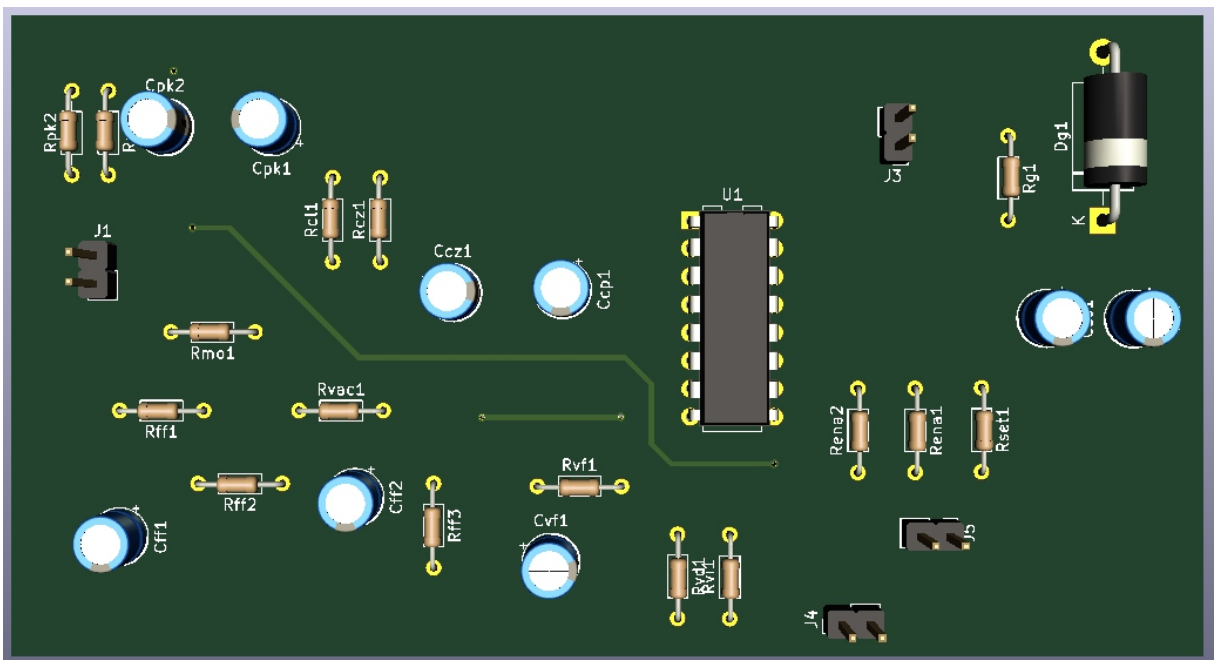 Cpk2
Rpk2
Cpk1
J3
Dg1
Rg1
K
U1
Rcl1
Rcz1
J1
Ccz1
Ccp1
Rmo1
Rvac1
Rff1
Rena2
Rena1
Rset1
Rff2
Cff2
Rvf1
Cff1
Rff3
Cvf1
J5
Rvd1
J4